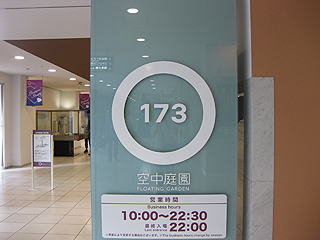 173
空中庭園
FLOATING GARDEN
営業時間
Business hours
10:00〜22:30
最終入場
Last entrance
22:00